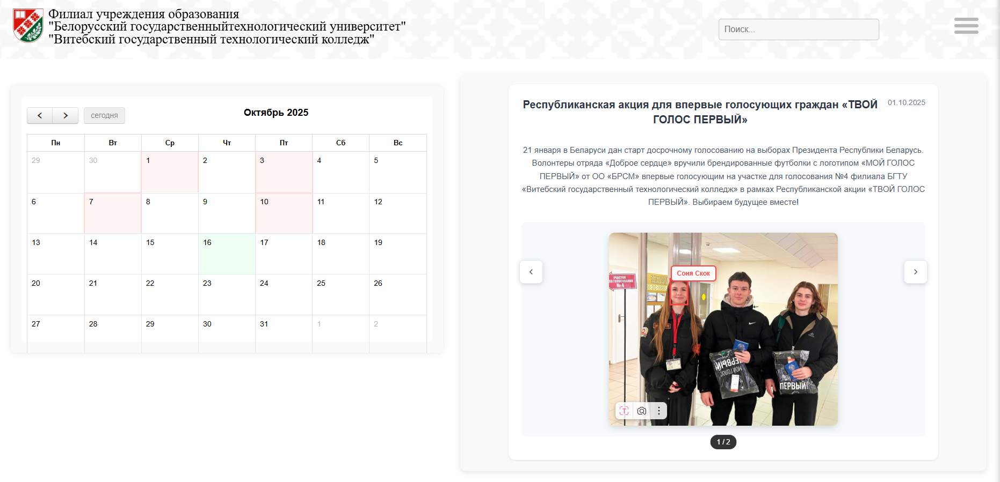 Филиал учреждения образования
"Белорусский государственныйтехнологический университет"
"Витебский государственный технологический колледж"
Поиск...
сегодня
Октябрь 2025
Пн Вт Ср Чт Пт Сб Вс
29 30 1 2 3 4 5
6 7 8 9 10 11 12
13 14 15 16 17 18 19
20 21 22 23 24 25 26
27 28 29 30 31 1 2
Республиканская акция для впервые голосующих граждан «ТВОЙ
ГОЛОС ПЕРВЫЙ»
01.10.2025
21 января в Беларуси дан старт досрочному голосованию на выборах Президента Республики Беларусь.
Волонтеры отряда «Доброе сердце» вручили брендированные футболки с логотипом «МОЙ ГОЛОС
ПЕРВЫЙ» от ОО «БРСМ» впервые голосующим на участке для голосования №4 филиала БГТУ
«Витебский государственный технологический колледж» в рамках Республиканской акции «ТВОЙ ГОЛОС
ПЕРВЫЙ». Выбираем будущее вместе!
Соня Скок
УЧАСТОК
№ 4
МОЙ ГОЛОС
ПЕРВЫЙ!
1 / 2